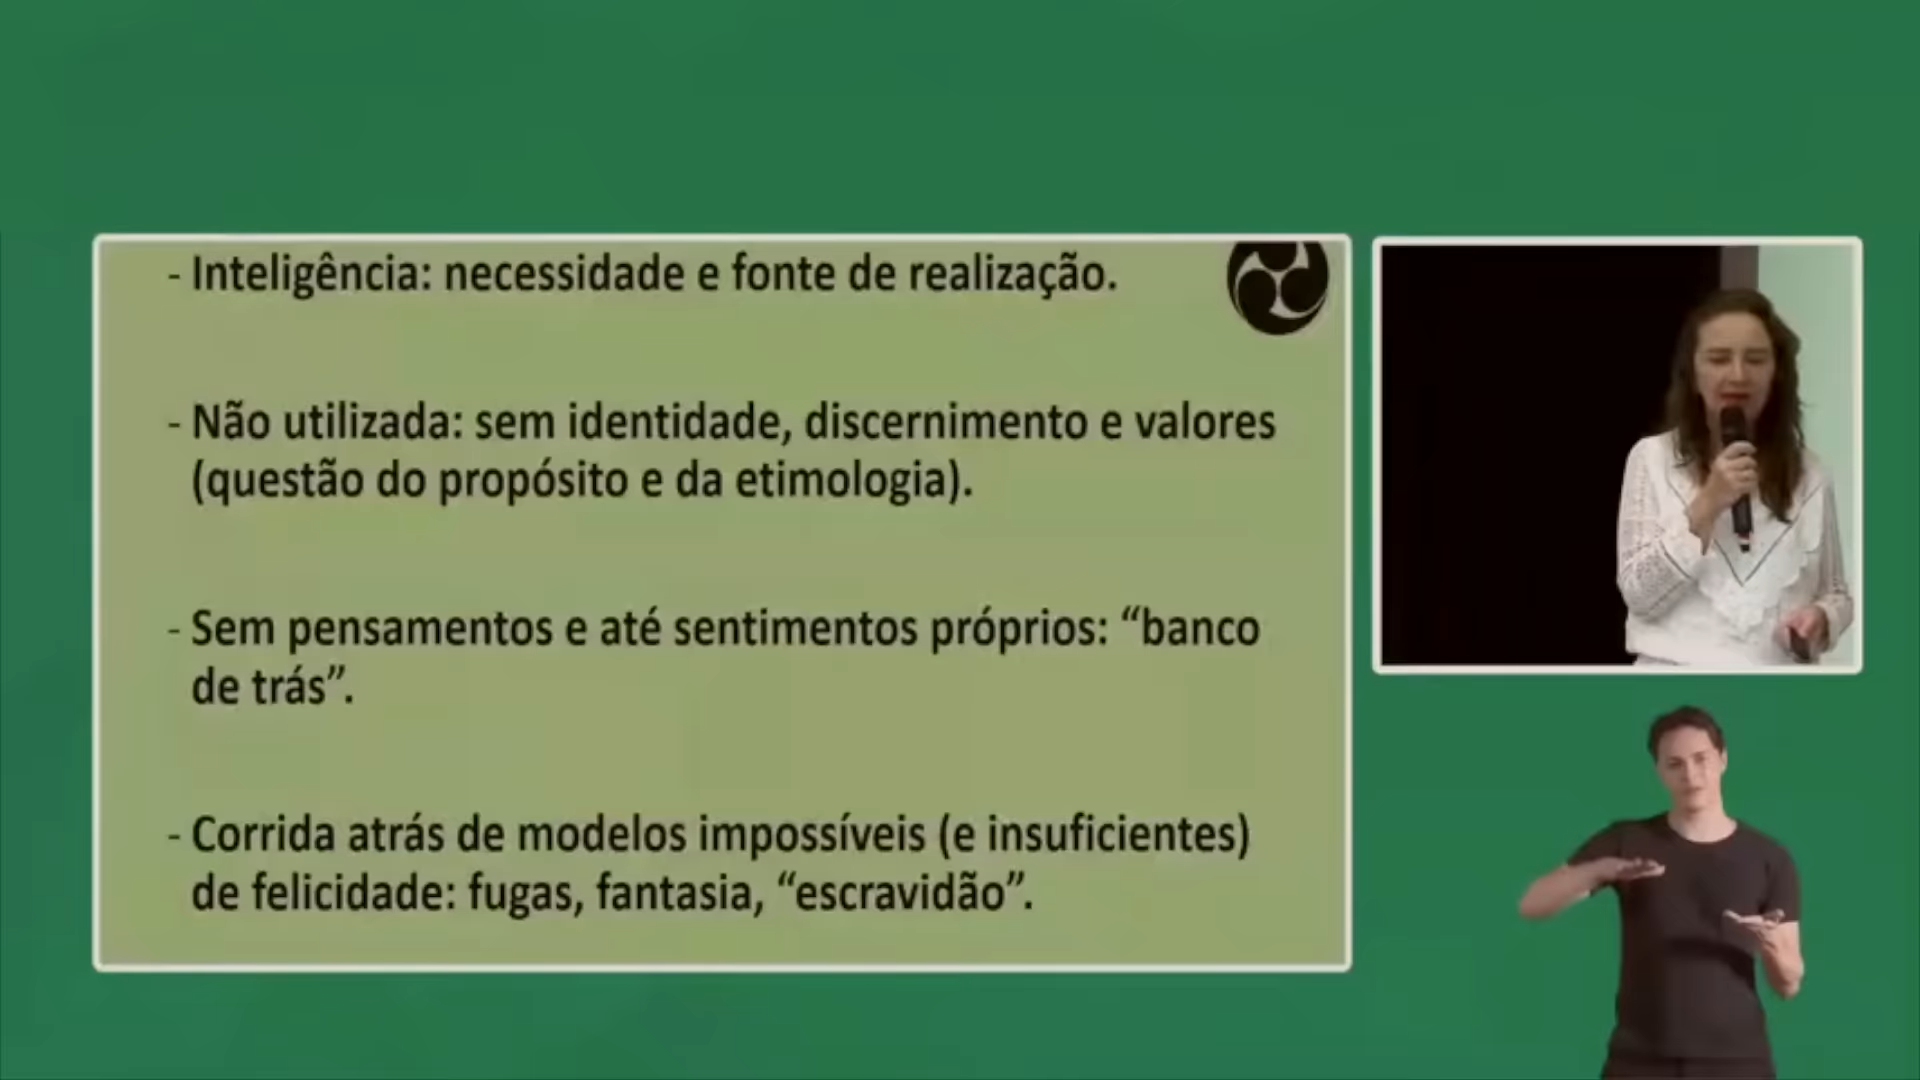 - Inteligência: necessidade e fonte de realização.
- Não utilizada: sem identidade, discernimento e valores
(questão do propósito e da etimologia).
- Sem pensamentos e até sentimentos próprios: “banco
de trás”.
- Corrida atrás de modelos impossíveis (e insuficientes)
de felicidade: fugas, fantasia, “escravidão”.